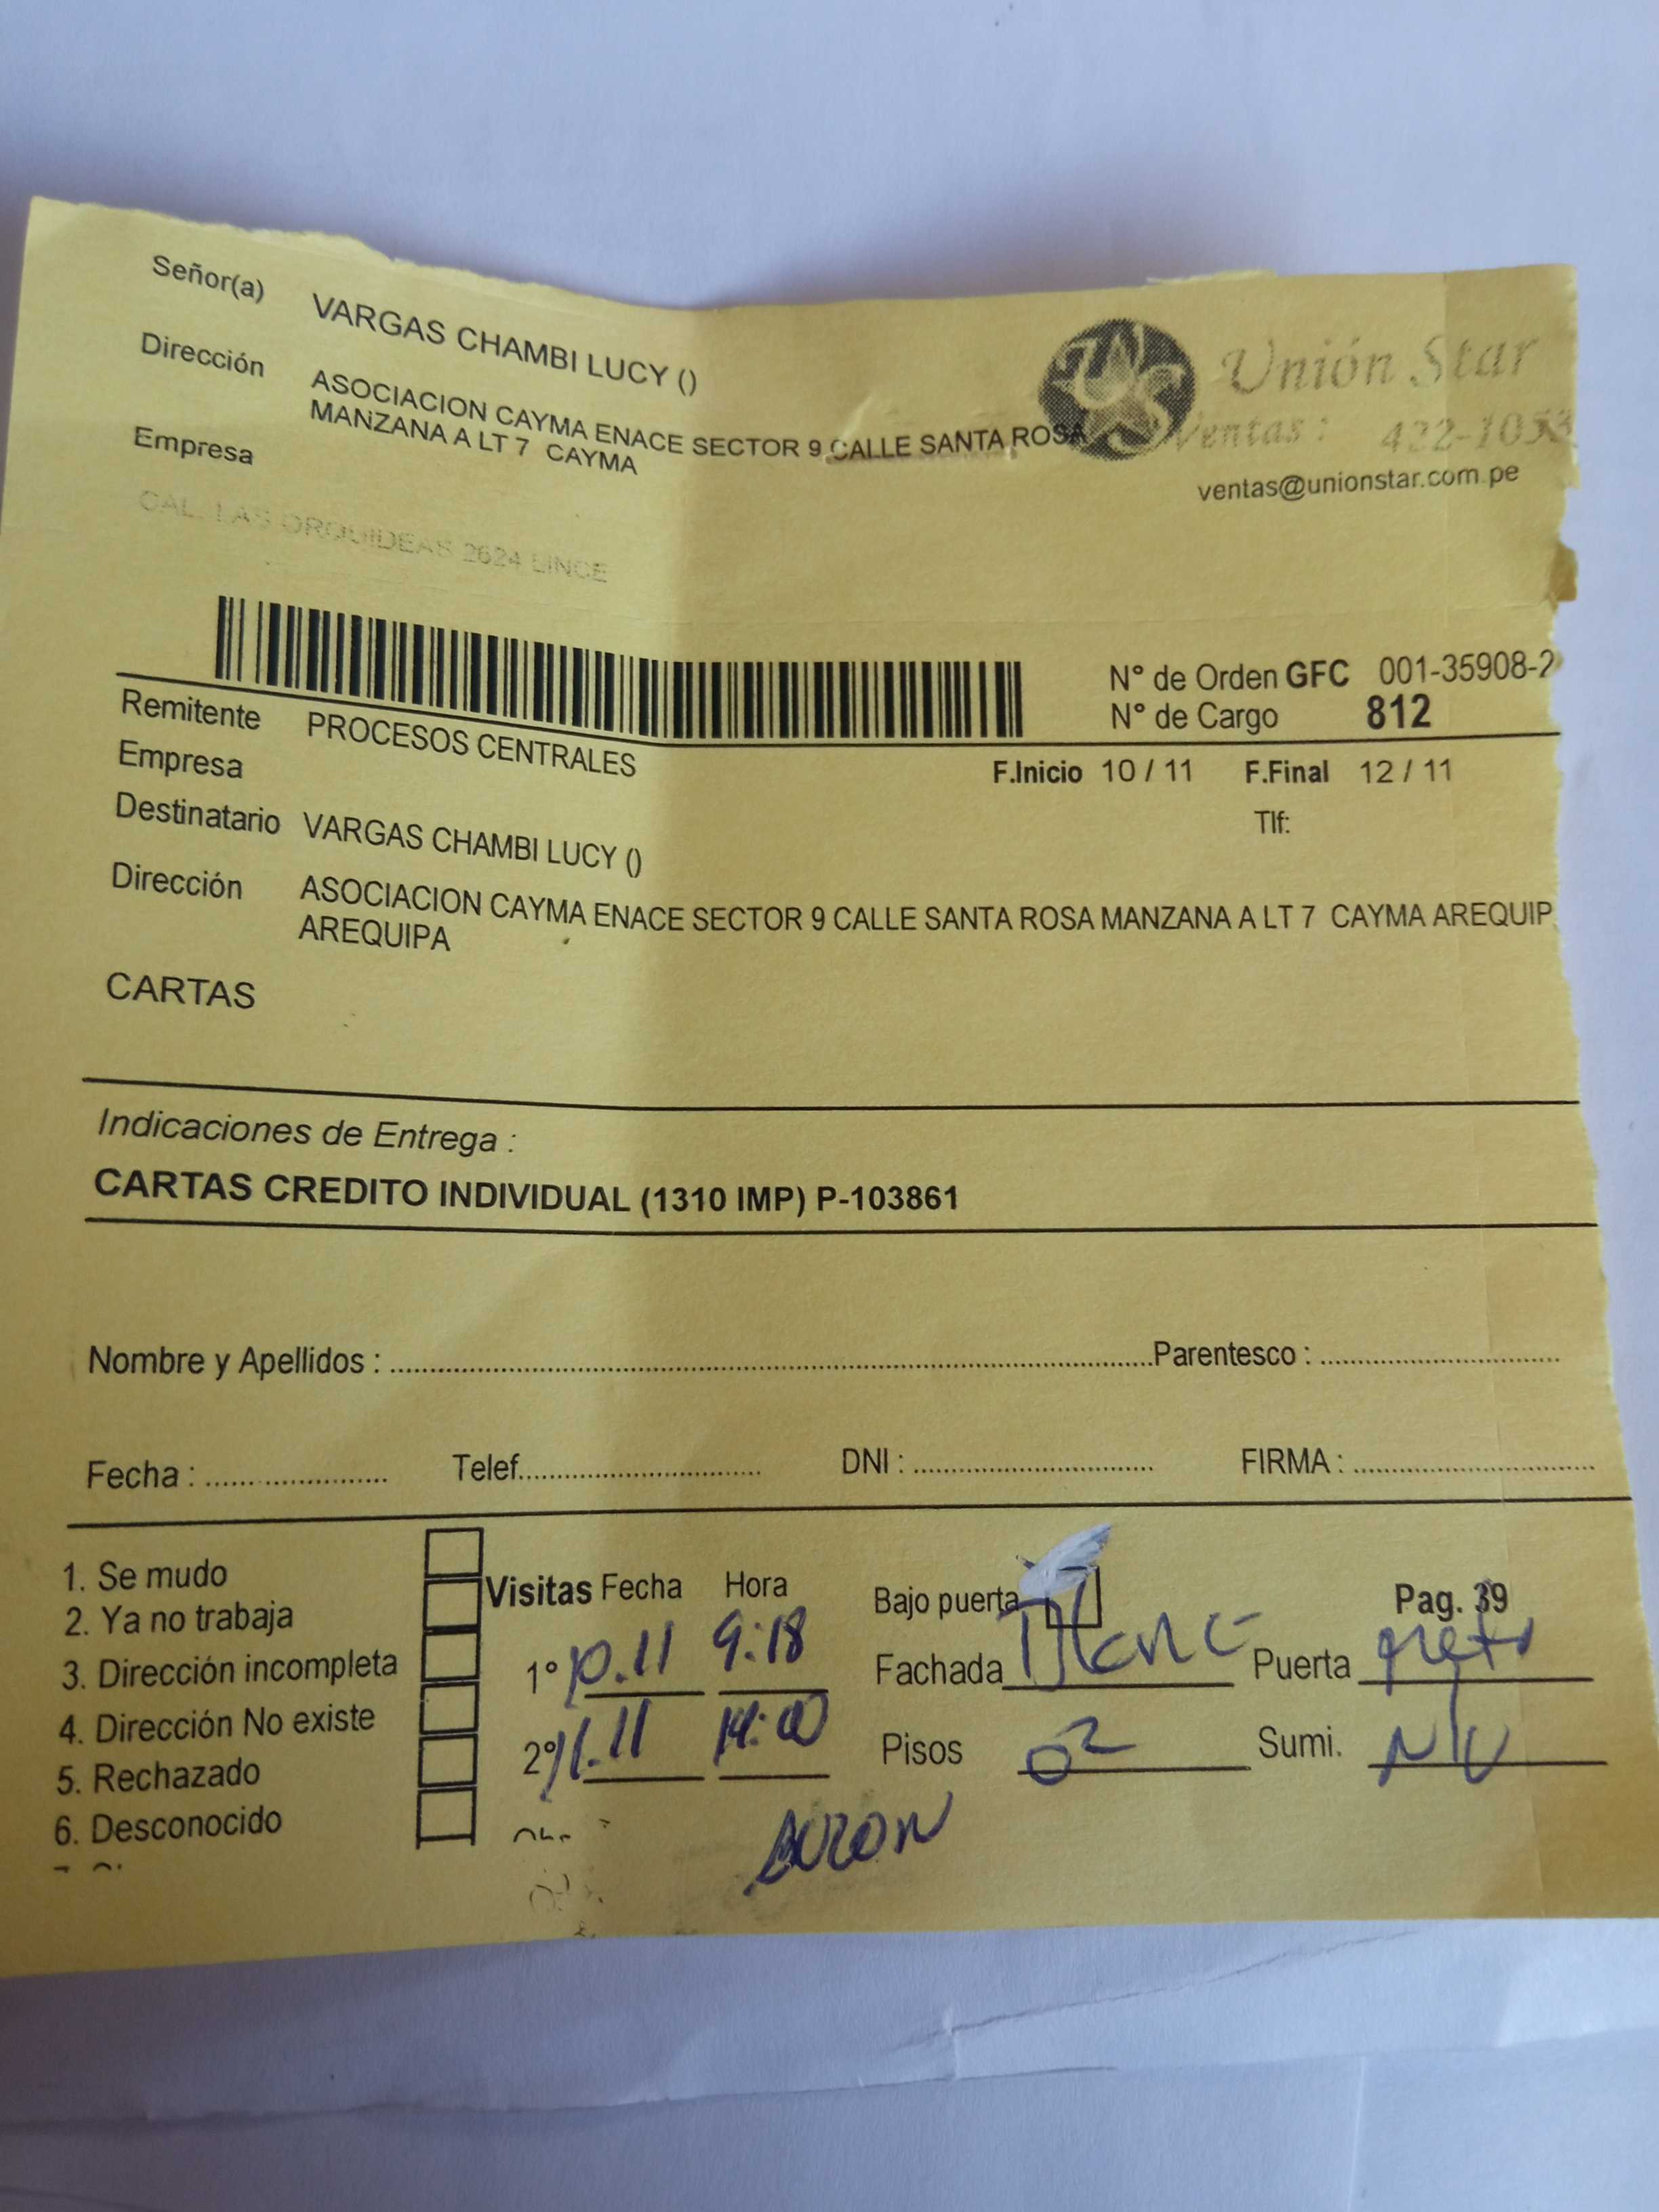 Señor(a) VARGAS CHAMBI LUCY ()
Dirección ASOCIACION CAYMA ENACE SECTOR 9 CALLE SANTA ROSA
MANZANA A LT 7 CAYMA
Empresa
CAL. LAS ORQUIDEAS 2624 LINCE
Unión Star
Ventas : 422-1053
ventas@unionstar.com.pe
N° de Orden GFC 001-35908-2
N° de Cargo 812
Remitente PROCESOS CENTRALES
Empresa
F.Inicio 10 / 11 F.Final 12 / 11
Destinatario VARGAS CHAMBI LUCY ()
Tlf:
Dirección ASOCIACION CAYMA ENACE SECTOR 9 CALLE SANTA ROSA MANZANA A LT 7 CAYMA AREQUIP
AREQUIPA
CARTAS
Indicaciones de Entrega :
CARTAS CREDITO INDIVIDUAL (1310 IMP) P-103861
Nombre y Apellidos : Parentesco :
Fecha : Telef. DNI : FIRMA :
1. Se mudo
2. Ya no trabaja
3. Dirección incompleta
4. Dirección No existe
5. Rechazado
6. Desconocido
Visitas Fecha Hora
1° 10.11 9:18
2° 11.11 14:00
Bajo puerta
Pag. 39
Fachada Puerta
Pisos 02 Sumi. N/V